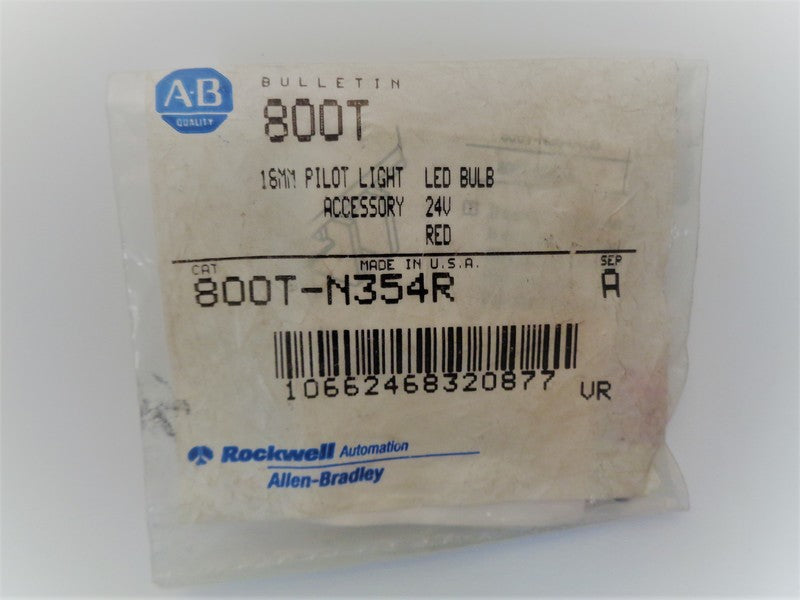 A-B
QUALITY
BULLETIN
800T
16MM PILOT LIGHT LED BULB
ACCESSORY 24V
RED
CAT MADE IN U.S.A. SER
800T-N354R A
10662468320877 VR
Rockwell Automation
Allen-Bradley